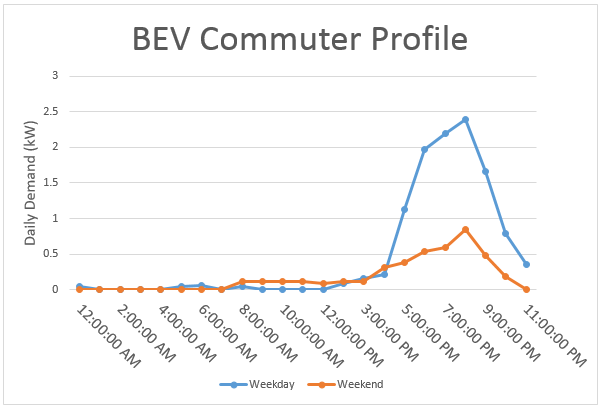 BEV Commuter Profile
3
2.5
2
1.5
1
0.5
0
Daily Demand (kW)
12:00:00 AM
2:00:00 AM
4:00:00 AM
6:00:00 AM
8:00:00 AM
10:00:00 AM
12:00:00 PM
3:00:00 PM
5:00:00 PM
7:00:00 PM
9:00:00 PM
11:00:00 PM
Weekday Weekend